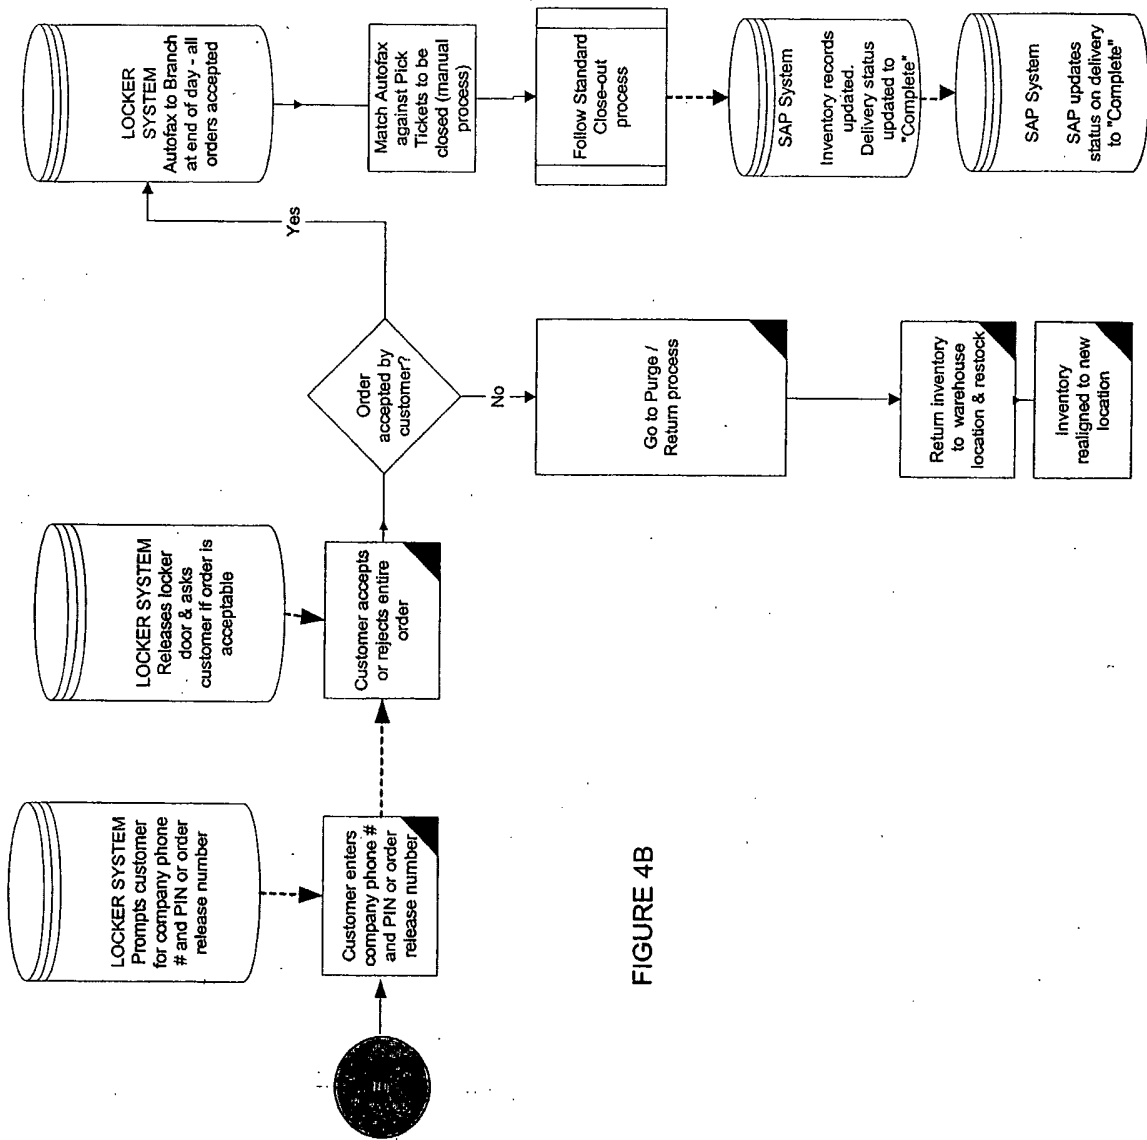 LOCKER SYSTEM
Prompts customer
for company phone
# and PIN or order
release number
Customer enters
company phone #
and PIN or order
release number
LOCKER SYSTEM
Releases locker
door & asks
customer if order is
acceptable
Customer accepts
or rejects entire
order
Order
accepted by
customer?
Yes
No
LOCKER
SYSTEM
Autofax to Branch
at end of day - all
orders accepted
Match Autofax
against Pick
Tickets to be
closed (manual
process)
Follow Standard
Close-out
process
SAP System
Inventory records
updated.
Delivery status
updated to
"Complete"
SAP System
SAP updates
status on delivery
to "Complete"
Go to Purge /
Return process
Return inventory
to warehouse
location & restock
Inventory
realigned to new
location
FIGURE 4B